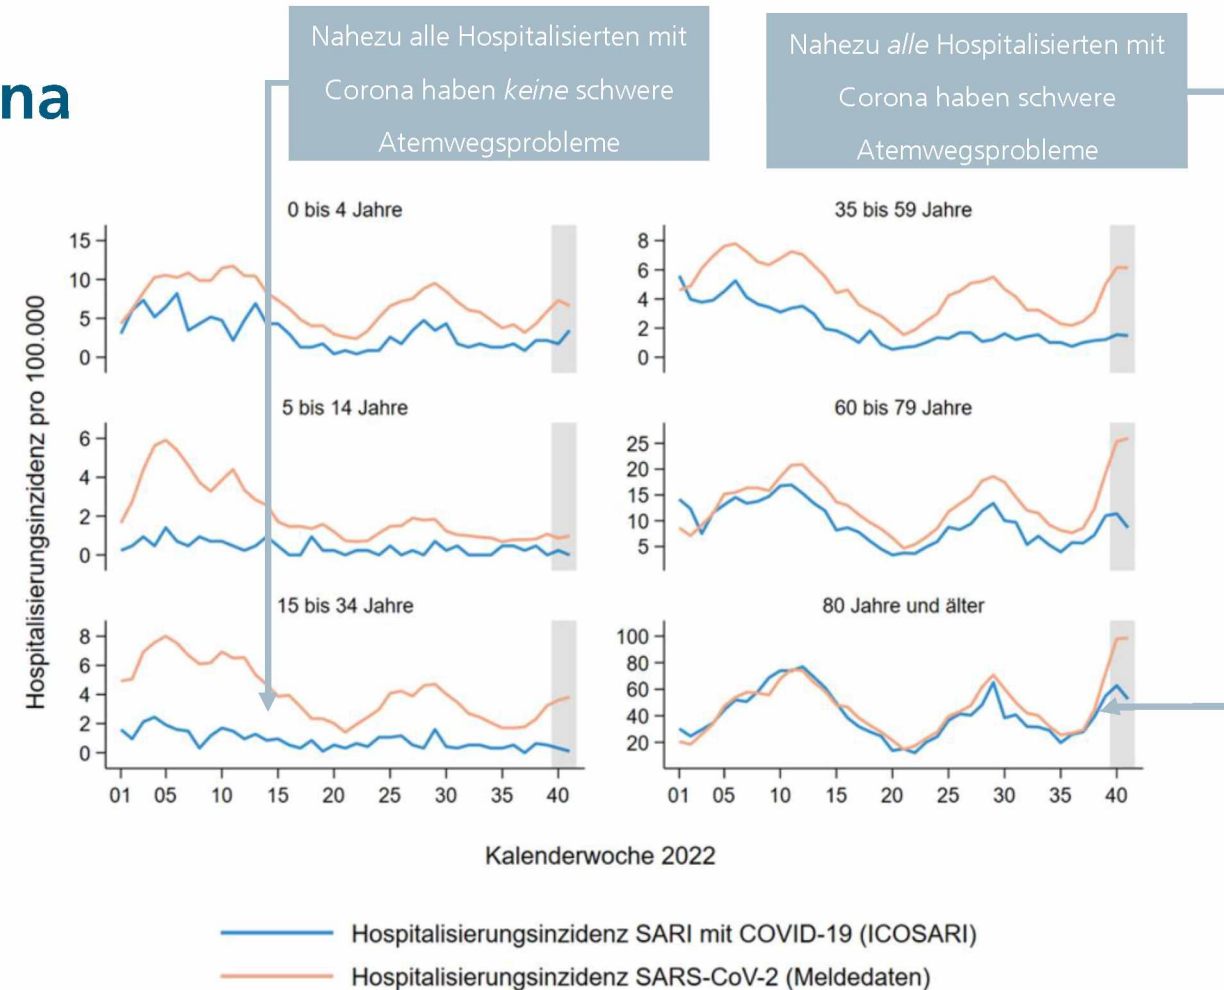 na
Nahezu alle Hospitalisierten mit
Corona haben keine schwere
Atemwegsprobleme
Nahezu alle Hospitalisierten mit
Corona haben schwere
Atemwegsprobleme
Hospitalisierungsinzidenz pro 100.000
0 bis 4 Jahre
15
10
5
0
35 bis 59 Jahre
8
6
4
2
0
5 bis 14 Jahre
6
4
2
0
60 bis 79 Jahre
25
20
15
10
5
15 bis 34 Jahre
8
6
4
2
0
80 Jahre und älter
100
80
60
40
20
01 05 10 15 20 25 30 35 40
01 05 10 15 20 25 30 35 40
Kalenderwoche 2022
Hospitalisierungsinzidenz SARI mit COVID-19 (ICOSARI)
Hospitalisierungsinzidenz SARS-CoV-2 (Meldedaten)